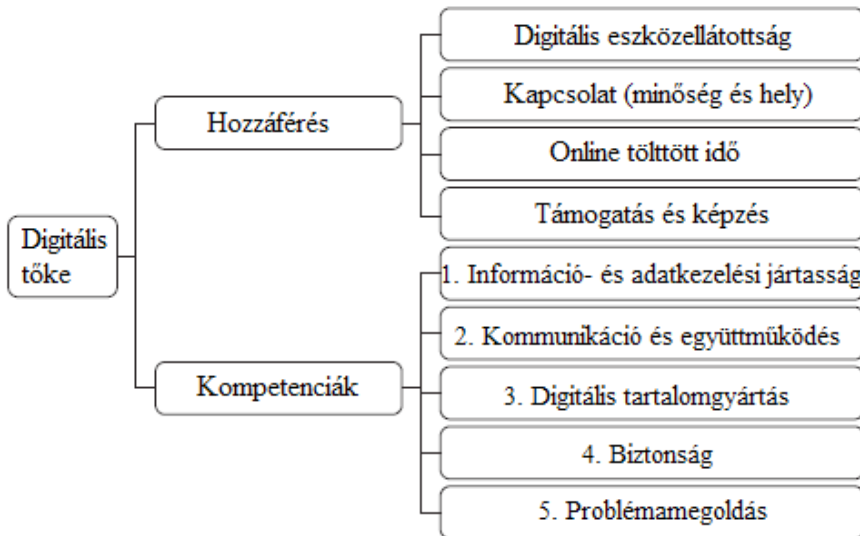 Digitális
tőke
Hozzáférés
Digitális eszközellátottság
Kapcsolat (minőség és hely)
Online tölttött idő
Támogatás és képzés
Kompetenciák
1. Információ- és adatkezelési jártasság
2. Kommunikáció és együttműködés
3. Digitális tartalomgyártás
4. Biztonság
5. Problémamegoldás